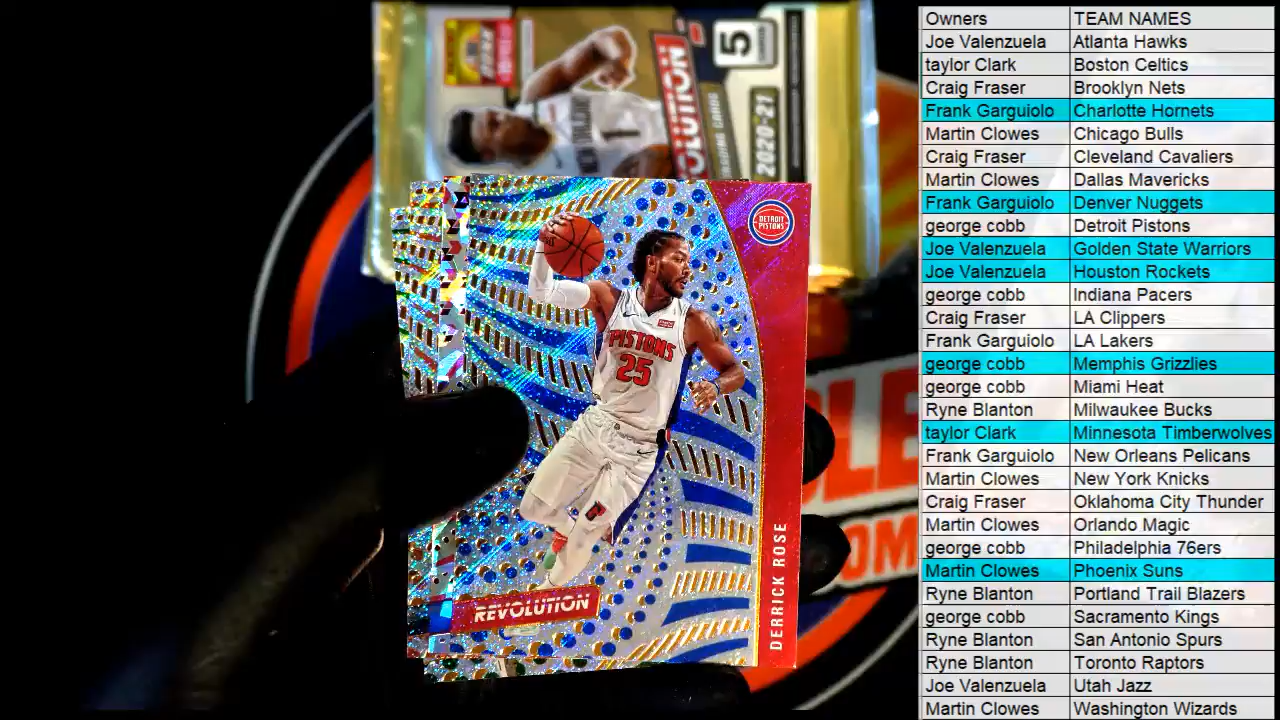 REVOLUTION
TRADING CARDS
2020-21
5
NEW ORLEANS
1
DETROIT
PISTONS
PISTONS
25
REVOLUTION
DERRICK ROSE
OM
Owners TEAM NAMES
Joe Valenzuela Atlanta Hawks
taylor Clark Boston Celtics
Craig Fraser Brooklyn Nets
Frank Garguiolo Charlotte Hornets
Martin Clowes Chicago Bulls
Craig Fraser Cleveland Cavaliers
Martin Clowes Dallas Mavericks
Frank Garguiolo Denver Nuggets
george cobb Detroit Pistons
Joe Valenzuela Golden State Warriors
Joe Valenzuela Houston Rockets
george cobb Indiana Pacers
Craig Fraser LA Clippers
Frank Garguiolo LA Lakers
george cobb Memphis Grizzlies
george cobb Miami Heat
Ryne Blanton Milwaukee Bucks
taylor Clark Minnesota Timberwolves
Frank Garguiolo New Orleans Pelicans
Martin Clowes New York Knicks
Craig Fraser Oklahoma City Thunder
Martin Clowes Orlando Magic
george cobb Philadelphia 76ers
Martin Clowes Phoenix Suns
Ryne Blanton Portland Trail Blazers
george cobb Sacramento Kings
Ryne Blanton San Antonio Spurs
Ryne Blanton Toronto Raptors
Joe Valenzuela Utah Jazz
Martin Clowes Washington Wizards